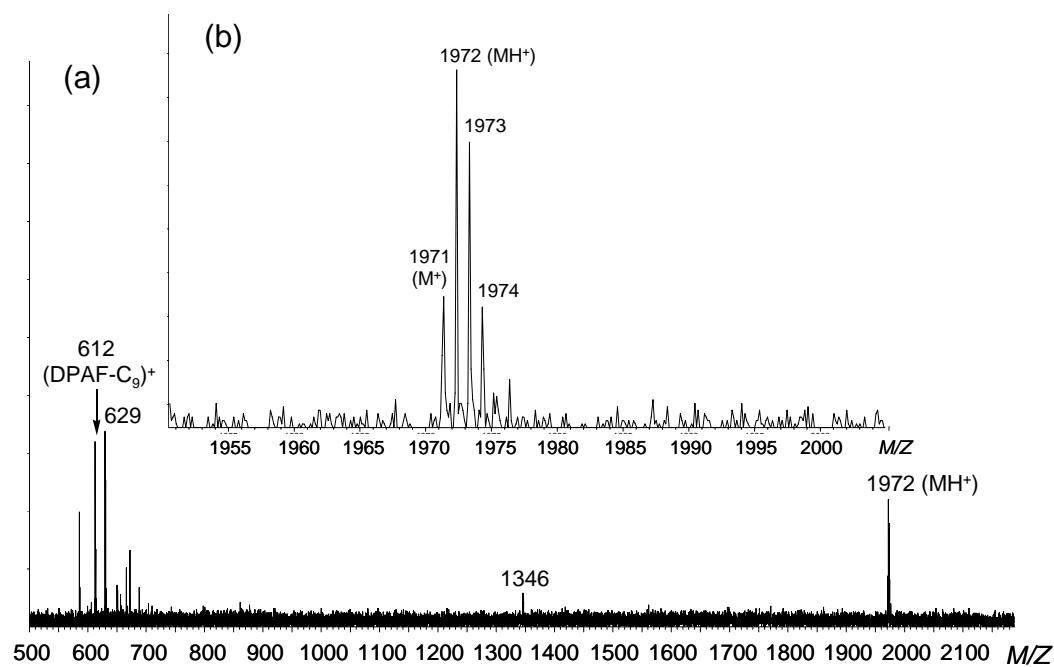 (b)
(a)
1972 (MH⁺)
1973
1971
(M⁺)
1974
1955 1960 1965 1970 1975 1980 1985 1990 1995 2000 M/Z
612
(DPAF-C₉)⁺
629
1972 (MH⁺)
1346
500 600 700 800 900 1000 1100 1200 1300 1400 1500 1600 1700 1800 1900 2000 2100 M/Z